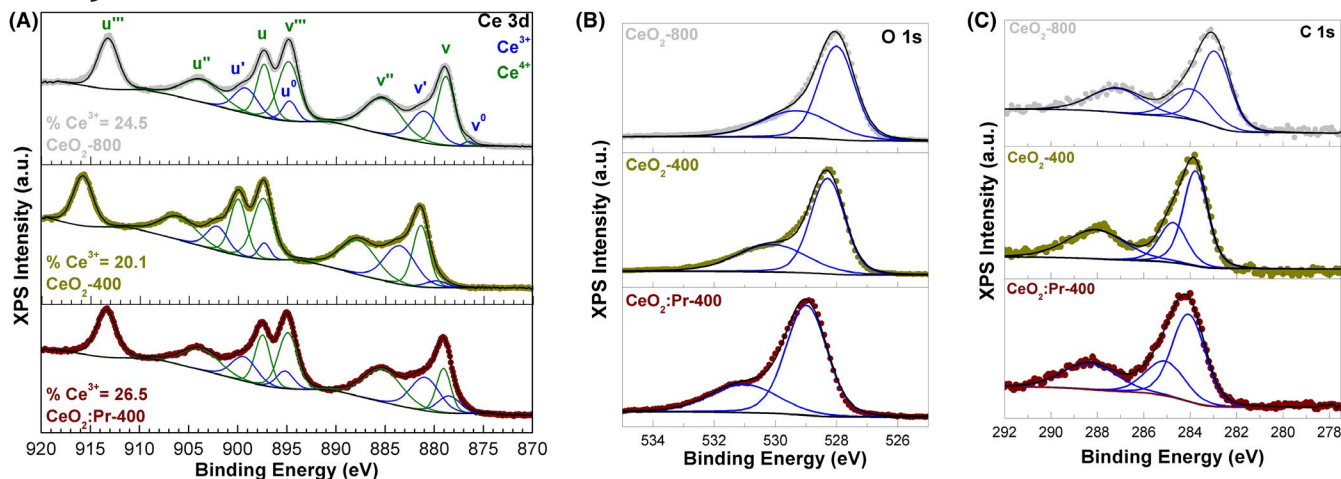 (A)
Ce 3d
Ce3+
Ce4+
u'''
u''
u'
u
v'''
u0
v''
v'
v
v0
% Ce3+= 24.5
CeO2-800
% Ce3+= 20.1
CeO2-400
% Ce3+= 26.5
CeO2:Pr-400
XPS Intensity (a.u.)
920 915 910 905 900 895 890 885 880 875 870
Binding Energy (eV)
(B)
O 1s
CeO2-800
CeO2-400
CeO2:Pr-400
XPS Intensity (a.u.)
534 532 530 528 526
Binding Energy (eV)
(C)
C 1s
CeO2-800
CeO2-400
CeO2:Pr-400
XPS Intensity (a.u.)
292 290 288 286 284 282 280 278
Binding Energy (eV)